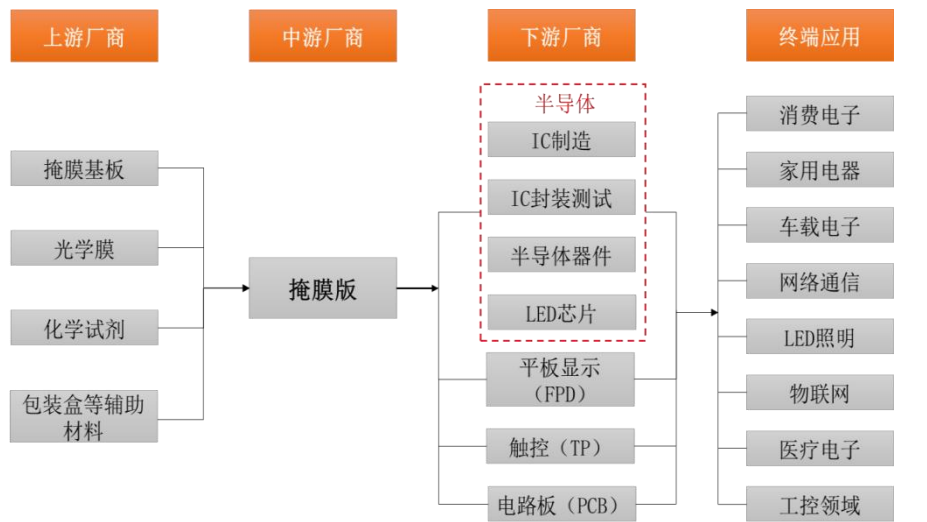 上游厂商
中游厂商
下游厂商
终端应用
掩膜基板
光学膜
化学试剂
包装盒等辅助
材料
掩膜版
半导体
IC制造
IC封装测试
半导体器件
LED芯片
平板显示
（FPD）
触控（TP）
电路板（PCB）
消费电子
家用电器
车载电子
网络通信
LED照明
物联网
医疗电子
工控领域